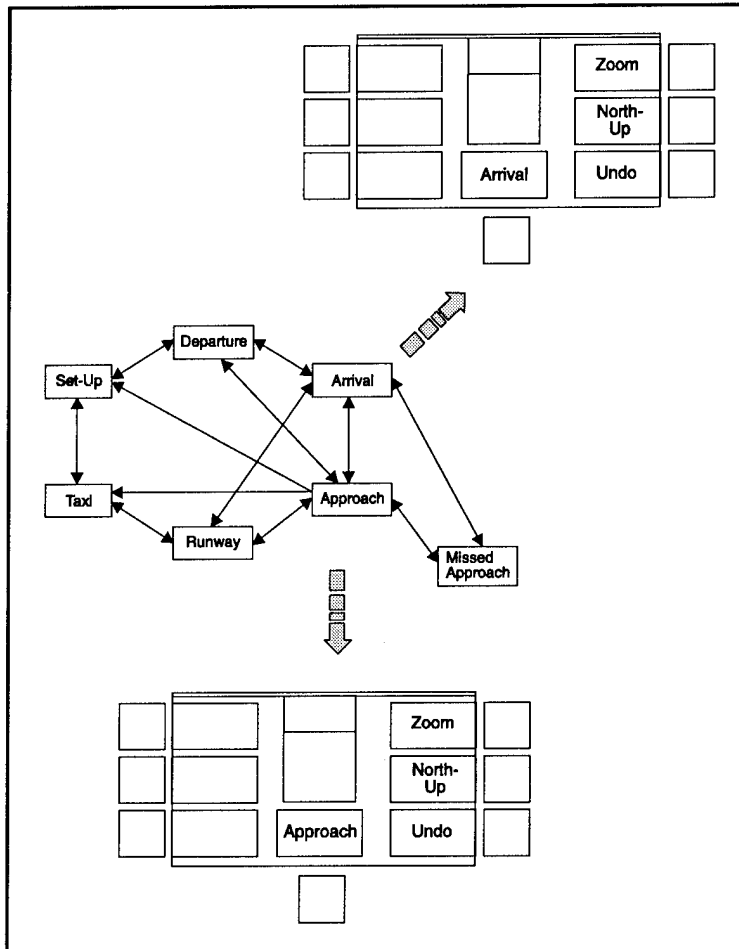 Zoom
North-
Up
Arrival
Undo
Departure
Set-Up
Arrival
Taxi
Approach
Runway
Missed
Approach
Zoom
North-
Up
Approach
Undo